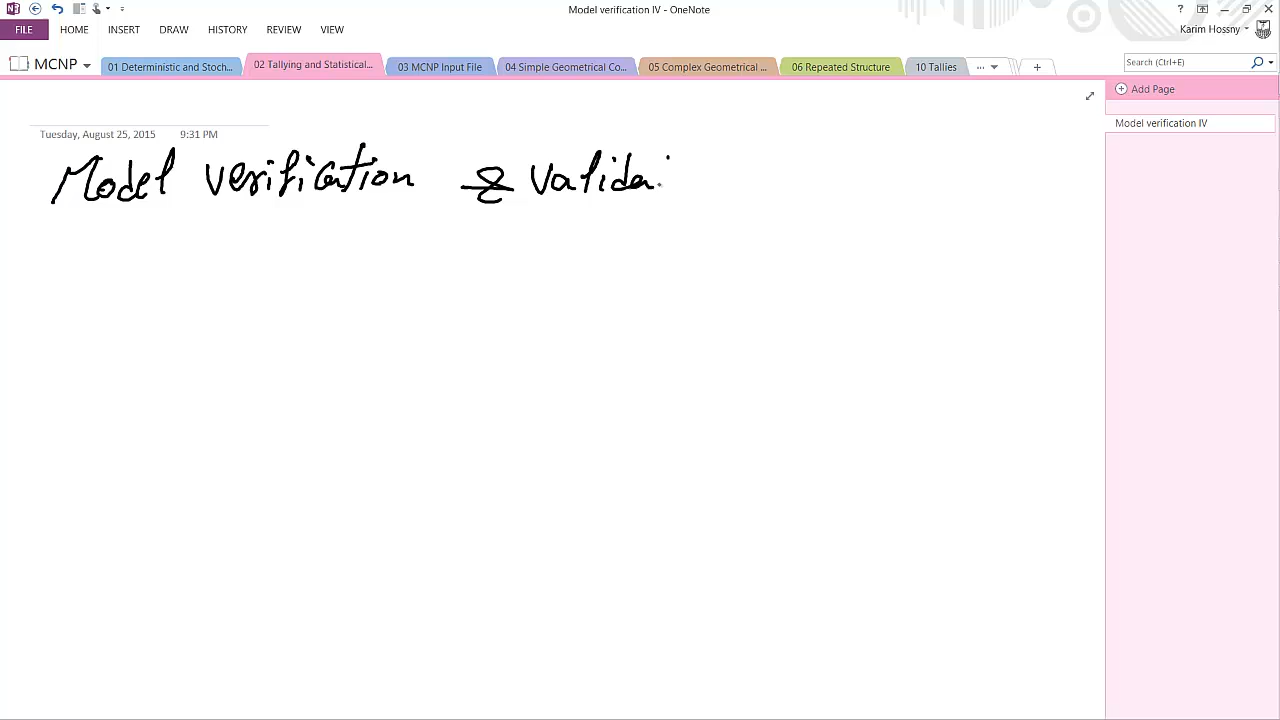 Model verification IV - OneNote
?
Karim Hossny
FILE HOME INSERT DRAW HISTORY REVIEW VIEW
MCNP
01 Deterministic and Stoch...
02 Tallying and Statistical...
03 MCNP Input File
04 Simple Geometrical Co...
05 Complex Geometrical ...
06 Repeated Structure
10 Tallies
...
+
Search (Ctrl+E)
Add Page
Model verification IV
Tuesday, August 25, 2015 9:31 PM
Model verification & validai